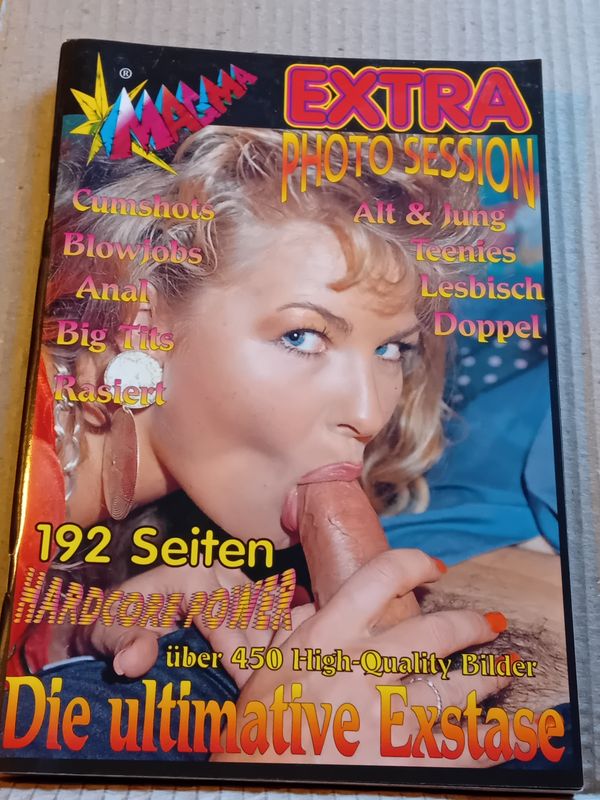 MAGMA
®
EXTRA
PHOTO SESSION
Cumshots
Blowjobs
Anal
Big Tits
Rasiert
Alt & Jung
Teenies
Lesbisch
Doppel
192 Seiten
HARDCORE POWER
über 450 High-Quality Bilder
Die ultimative Exstase